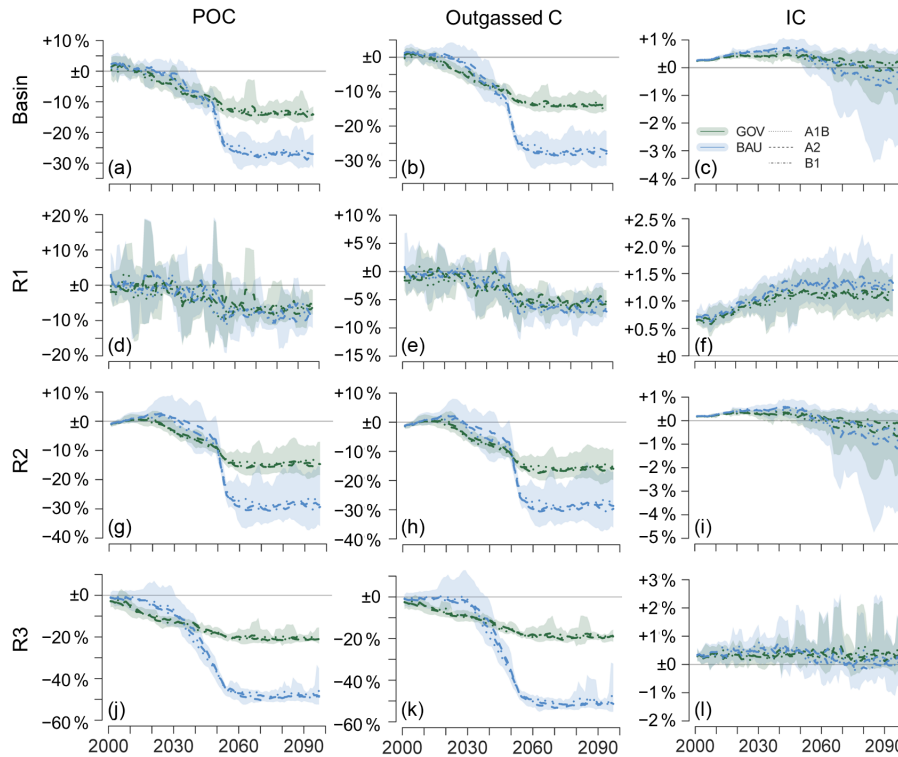 POC Outgassed C IC
Basin
+10 %
±0
−10 %
−20 %
−30 %
(a)
+10 %
±0
−10 %
−20 %
−30 %
(b)
+1 %
±0
−1 %
−2 %
−3 %
−4 %
GOV
BAU
A1B
A2
B1
(c)
R1
+20 %
+10 %
±0
−10 %
−20 %
(d)
+10 %
+5 %
±0
−5 %
−10 %
−15 %
(e)
+2.5 %
+2.0 %
+1.5 %
+1.0 %
+0.5 %
±0
(f)
R2
+10 %
±0
−10 %
−20 %
−30 %
−40 %
(g)
+10 %
±0
−10 %
−20 %
−30 %
−40 %
(h)
+1 %
±0
−1 %
−2 %
−3 %
−4 %
−5 %
(i)
R3
±0
−20 %
−40 %
−60 %
(j)
±0
−20 %
−40 %
−60 %
(k)
+3 %
+2 %
+1 %
±0
−1 %
−2 %
(l)
2000 2030 2060 2090
2000 2030 2060 2090
2000 2030 2060 2090